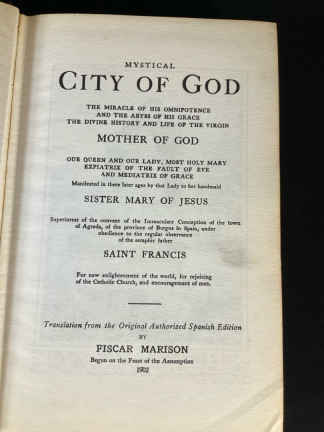 MYSTICAL
CITY OF GOD
THE MIRACLE OF HIS OMNIPOTENCE
AND THE ABYSS OF HIS GRACE
THE DIVINE HISTORY AND LIFE OF THE VIRGIN
MOTHER OF GOD
OUR QUEEN AND OUR LADY, MOST HOLY MARY
EXPIATRIX OF THE FAULT OF EVE
AND MEDIATRIX OF GRACE
Manifested in these later ages by that Lady to her handmaid
SISTER MARY OF JESUS
Superioress of the convent of the Immaculate Conception of the town
of Agreda, of the province of Burgos in Spain, under
obedience to the regular observance
of the seraphic father
SAINT FRANCIS
For new enlightenment of the world, for rejoicing
of the Catholic Church, and encouragement of men.
Translation from the Original Authorized Spanish Edition
BY
FISCAR MARISON
Begun on the Feast of the Assumption
1902